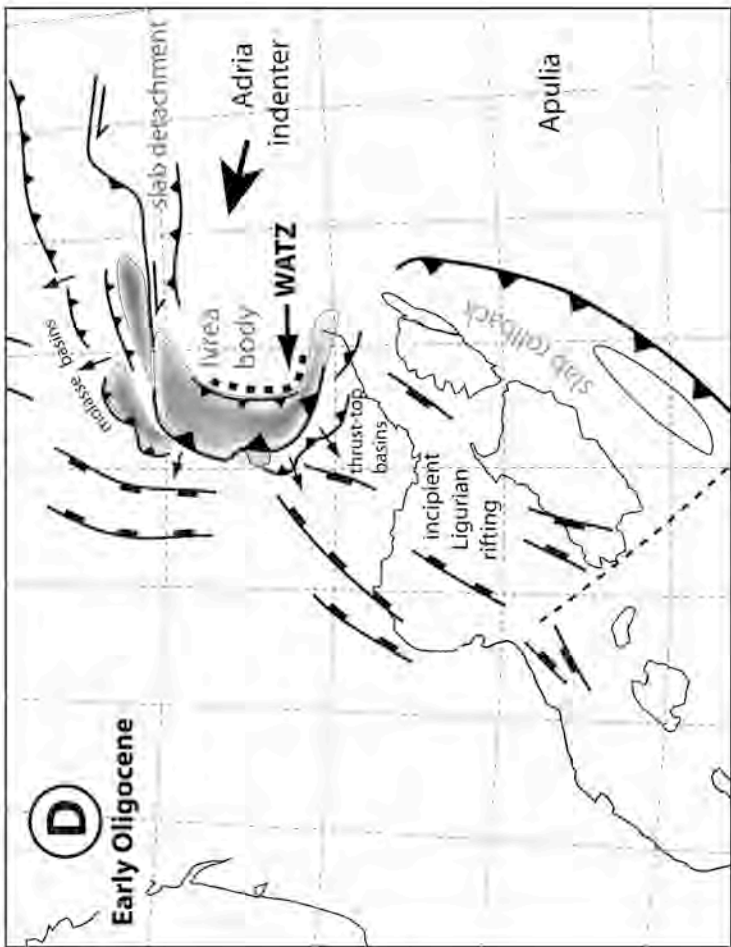 D
Early Oligocene
molasse basins
slab detachment
Adria
indenter
Ivrea
body
WATZ
thrust-top
basins
incipient
Ligurian
rifting
slab rollback
Apulia